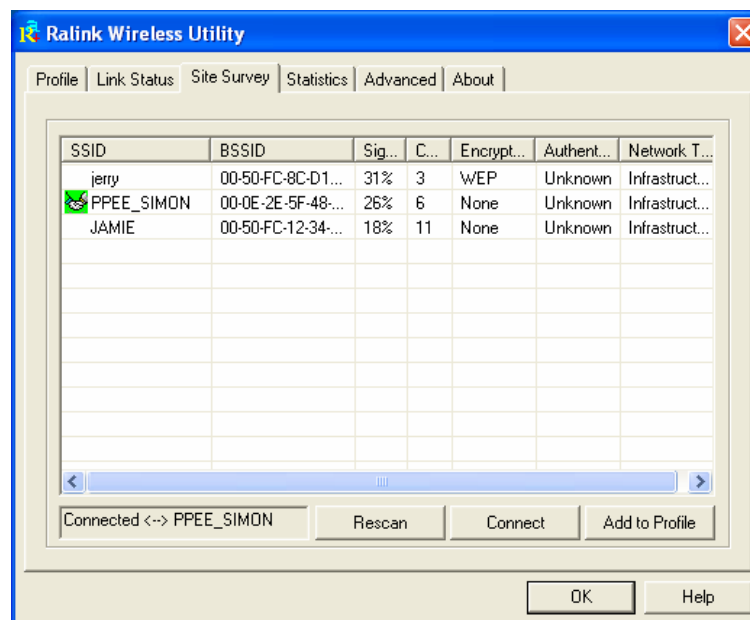 Ralink Wireless Utility
Profile Link Status Site Survey Statistics Advanced About
SSID BSSID Sig... C... Encrypt... Authent... Network T...
jerry 00-50-FC-8C-D1... 31% 3 WEP Unknown Infrastruct...
PPEE_SIMON 00-0E-2E-5F-48-... 26% 6 None Unknown Infrastruct...
JAMIE 00-50-FC-12-34-... 18% 11 None Unknown Infrastruct...
Connected <--> PPEE_SIMON Rescan Connect Add to Profile
OK Help